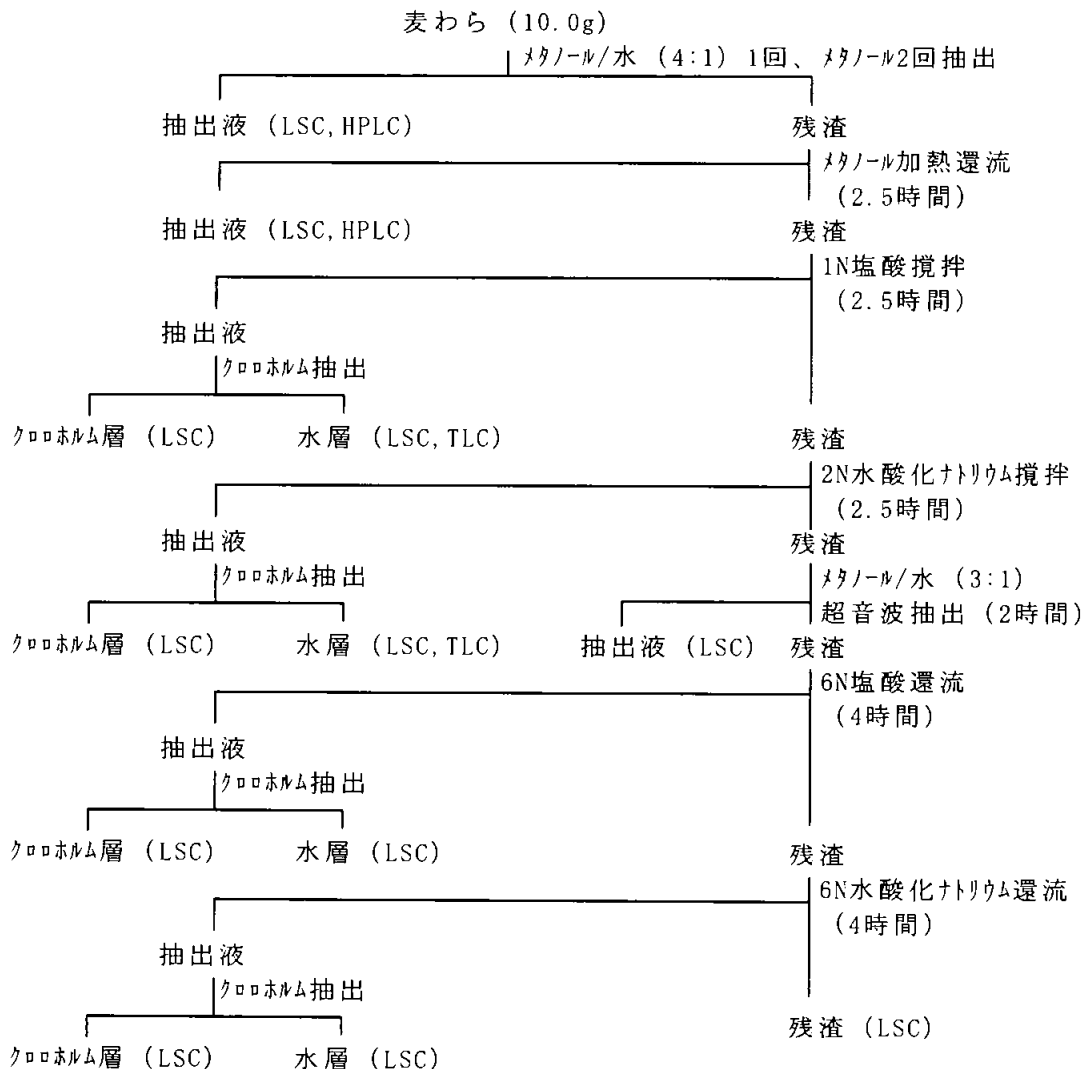 麦わら (10.0g)
ﾒﾀﾉｰﾙ/水 (4:1) 1回、ﾒﾀﾉｰﾙ2回抽出
抽出液 (LSC,HPLC) 残渣
ﾒﾀﾉｰﾙ加熱還流
(2.5時間)
抽出液 (LSC,HPLC) 残渣
1N塩酸撹拌
(2.5時間)
抽出液
ｸﾛﾛﾎﾙﾑ抽出
ｸﾛﾛﾎﾙﾑ層 (LSC) 水層 (LSC,TLC) 残渣
2N水酸化ﾅﾄﾘｳﾑ撹拌
(2.5時間)
抽出液 残渣
ｸﾛﾛﾎﾙﾑ抽出 ﾒﾀﾉｰﾙ/水 (3:1)
超音波抽出 (2時間)
ｸﾛﾛﾎﾙﾑ層 (LSC) 水層 (LSC,TLC) 抽出液 (LSC) 残渣
6N塩酸還流
(4時間)
抽出液
ｸﾛﾛﾎﾙﾑ抽出
ｸﾛﾛﾎﾙﾑ層 (LSC) 水層 (LSC) 残渣
6N水酸化ﾅﾄﾘｳﾑ還流
(4時間)
抽出液
ｸﾛﾛﾎﾙﾑ抽出
残渣 (LSC)
ｸﾛﾛﾎﾙﾑ層 (LSC) 水層 (LSC)